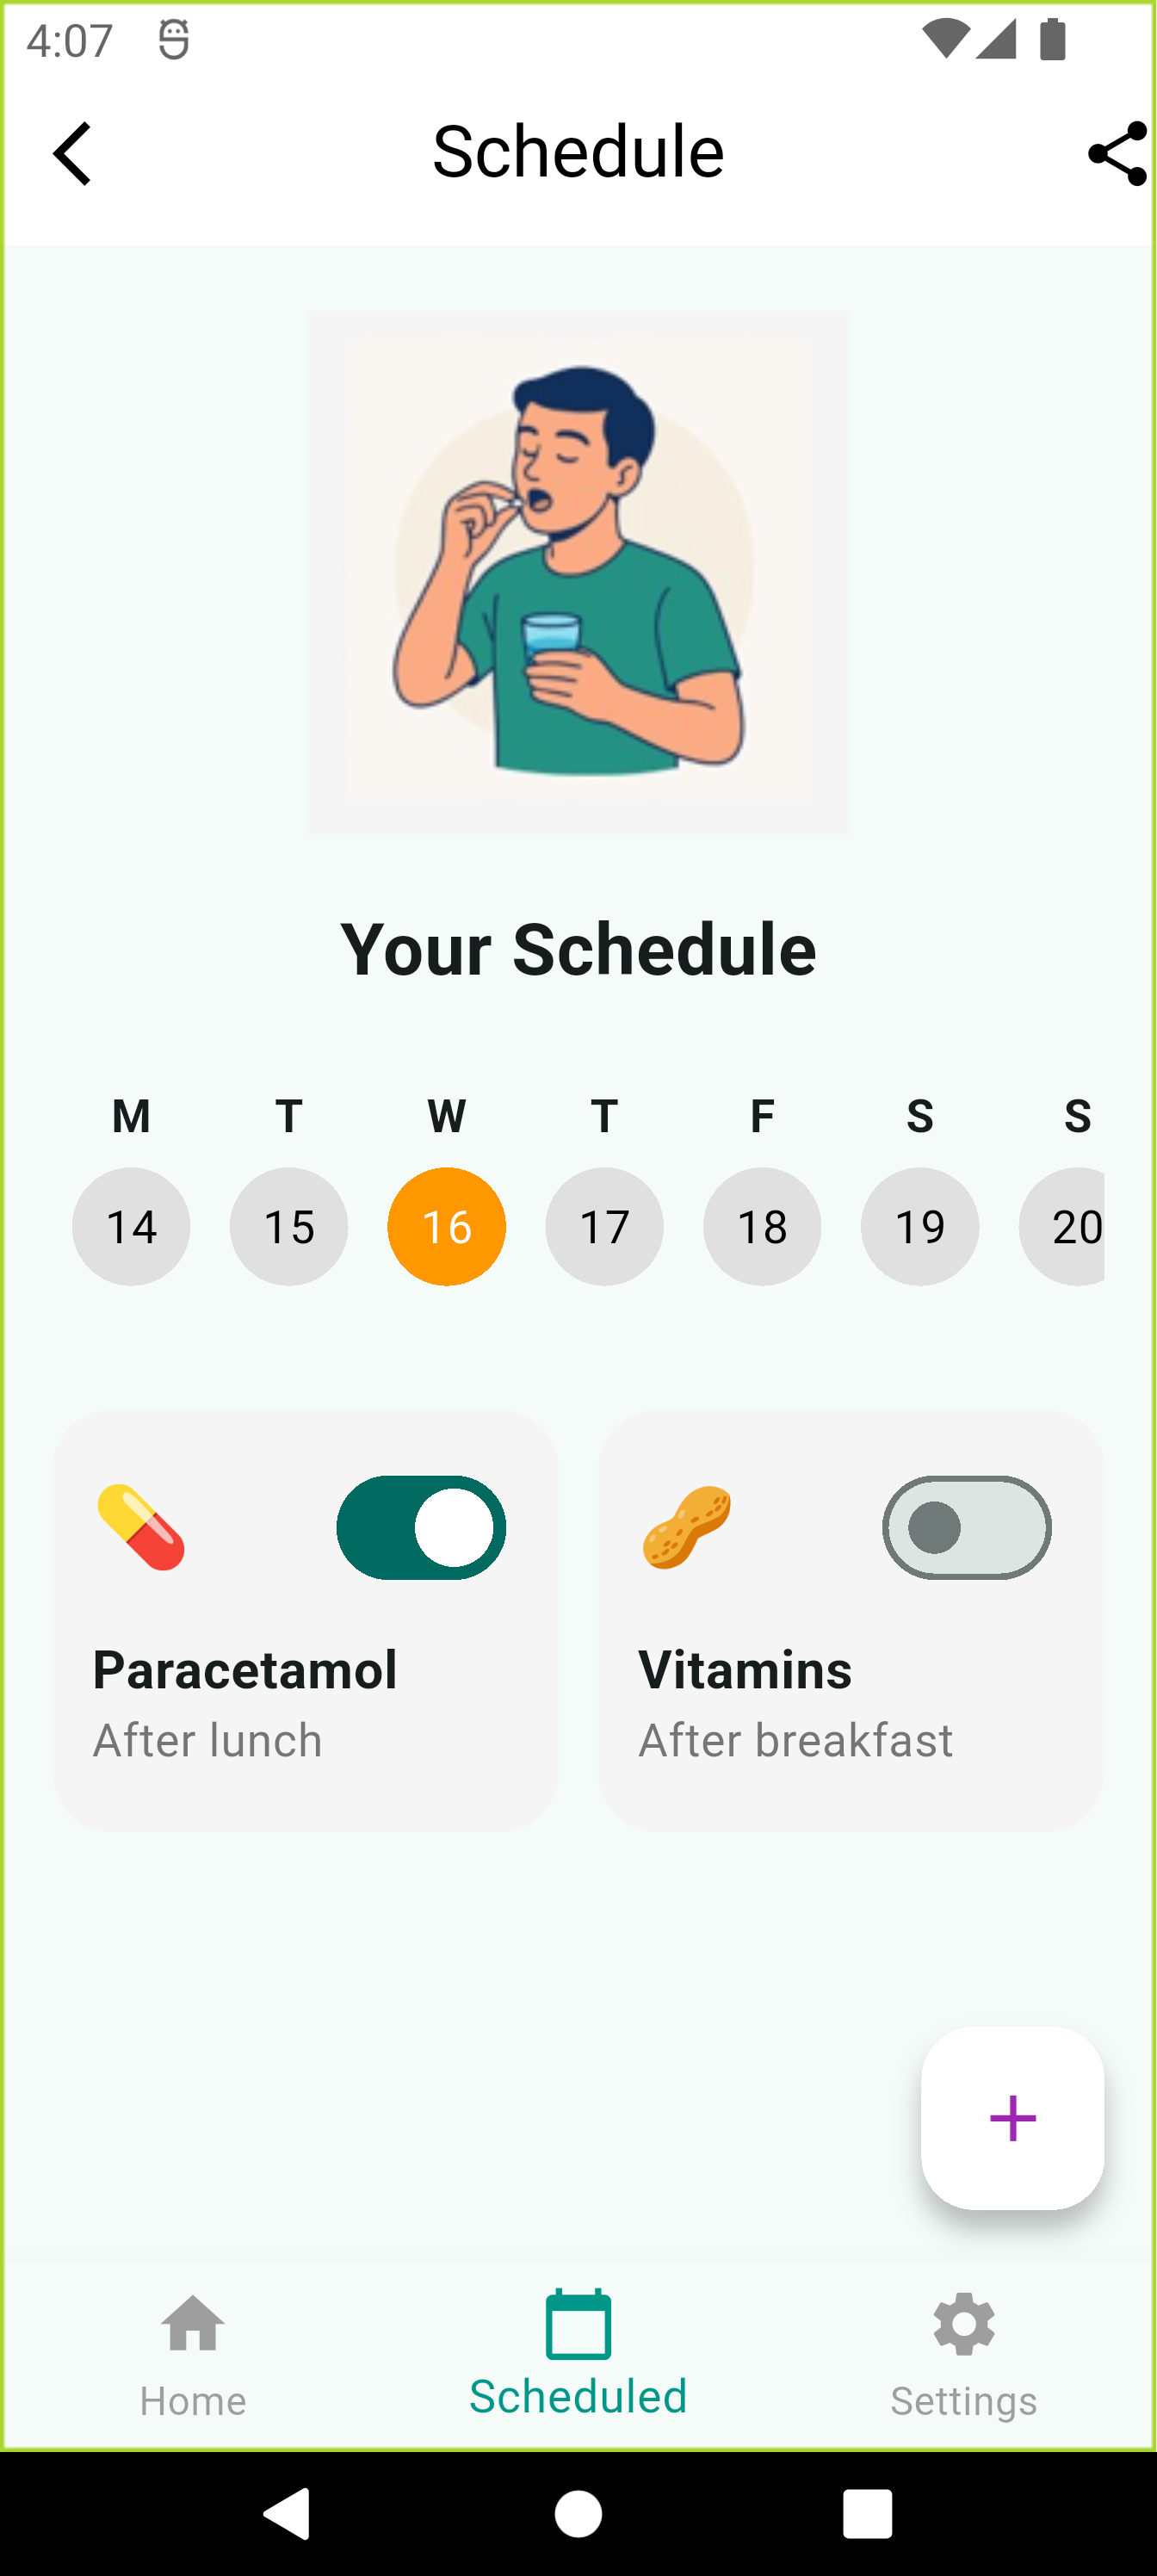 4:07
Schedule
Your Schedule
M T W T F S S
14 15 16 17 18 19 20
Paracetamol
After lunch
Vitamins
After breakfast
+
Home Scheduled Settings